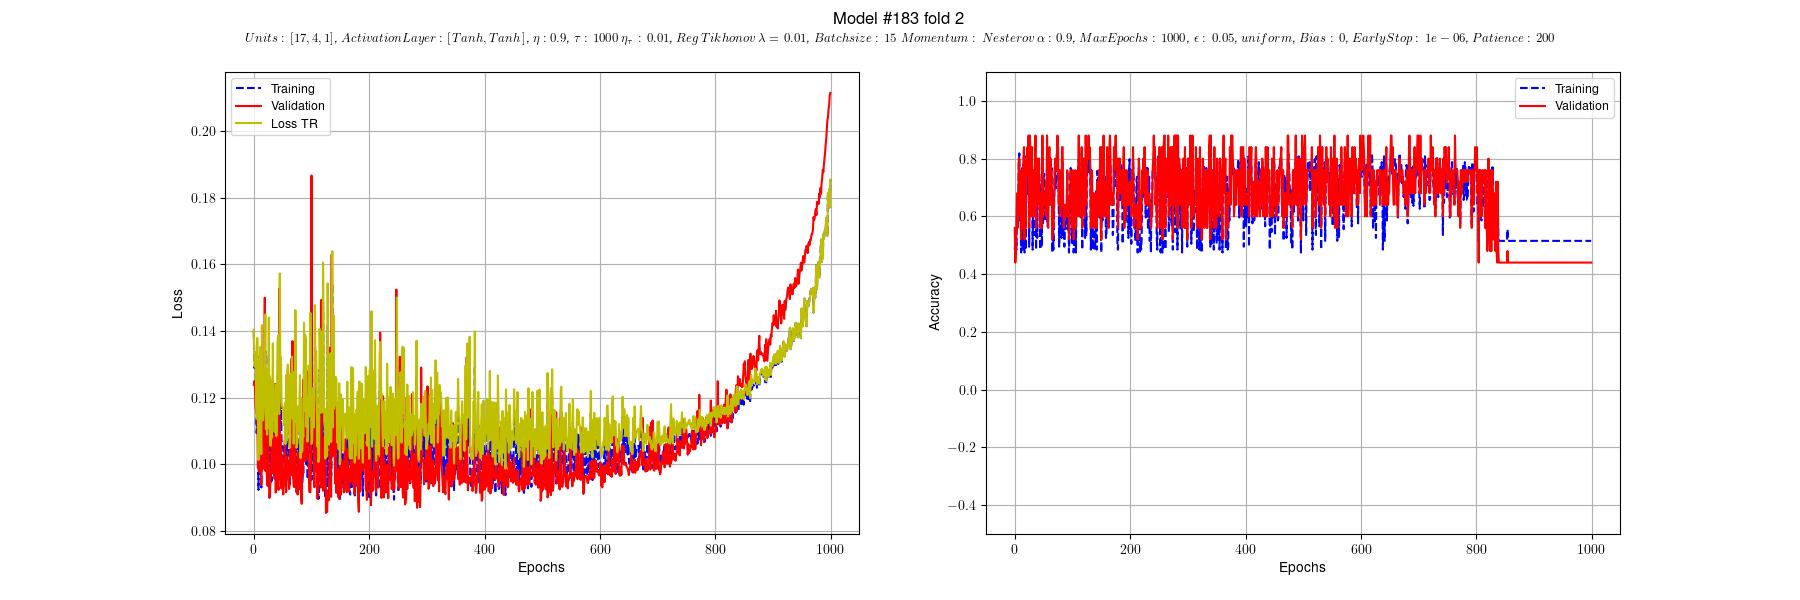 Model #183 fold 2
Units : [17, 4, 1], ActivationLayer : [Tanh, Tanh], η : 0.9, τ : 1000 ητ : 0.01, Reg Tikhonov λ = 0.01, Batchsize : 15 Momentum : Nesterov α : 0.9, MaxEpochs : 1000, ϵ : 0.05, uniform, Bias : 0, EarlyStop : 1e − 06, Patience : 200
Training
Validation
Loss TR
0.20
0.18
0.16
0.14
0.12
0.10
0.08
Loss
0 200 400 600 800 1000
Epochs
Training
Validation
1.0
0.8
0.6
0.4
0.2
0.0
−0.2
−0.4
Accuracy
0 200 400 600 800 1000
Epochs